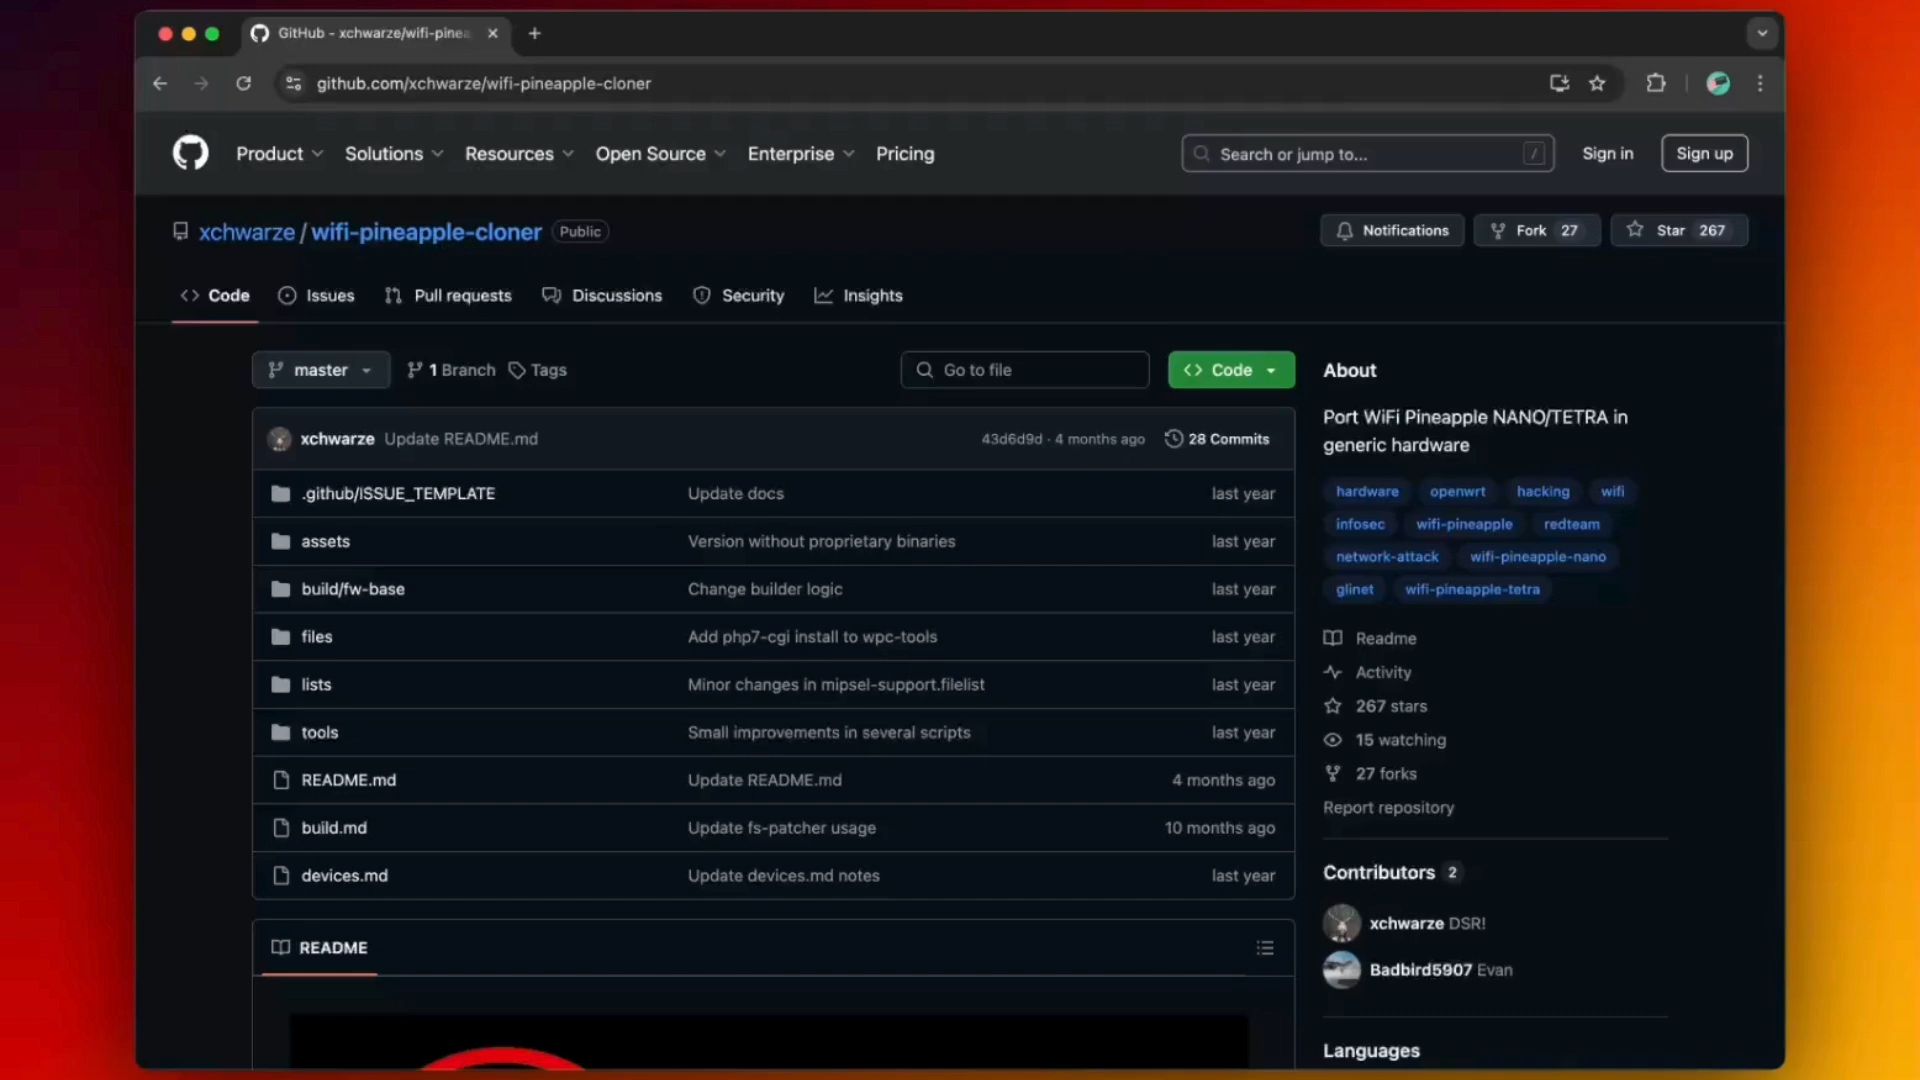 GitHub - xchwarze/wifi-pinea
github.com/xchwarze/wifi-pineapple-cloner
Product Solutions Resources Open Source Enterprise Pricing Search or jump to... / Sign in Sign up
xchwarze / wifi-pineapple-cloner Public Notifications Fork 27 Star 267
Code Issues Pull requests Discussions Security Insights
master 1 Branch Tags Go to file Code
xchwarze Update README.md 43d6d9d · 4 months ago 28 Commits
.github/ISSUE_TEMPLATE Update docs last year
assets Version without proprietary binaries last year
build/fw-base Change builder logic last year
files Add php7-cgi install to wpc-tools last year
lists Minor changes in mipsel-support.filelist last year
tools Small improvements in several scripts last year
README.md Update README.md 4 months ago
build.md Update fs-patcher usage 10 months ago
devices.md Update devices.md notes last year
README
About
Port WiFi Pineapple NANO/TETRA in
generic hardware
hardware openwrt hacking wifi
infosec wifi-pineapple redteam
network-attack wifi-pineapple-nano
glinet wifi-pineapple-tetra
Readme
Activity
267 stars
15 watching
27 forks
Report repository
Contributors 2
xchwarze DSR!
Badbird5907 Evan
Languages